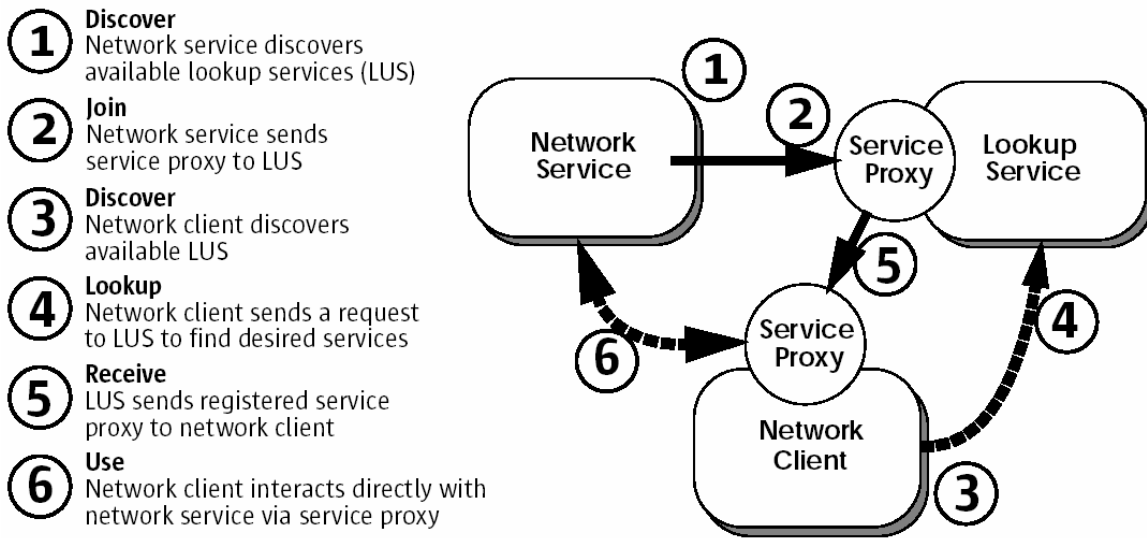 1
Discover
Network service discovers
available lookup services (LUS)
2
Join
Network service sends
service proxy to LUS
3
Discover
Network client discovers
available LUS
4
Lookup
Network client sends a request
to LUS to find desired services
5
Receive
LUS sends registered service
proxy to network client
6
Use
Network client interacts directly with
network service via service proxy
1
2
Network
Service
Service
Proxy
Lookup
Service
5
4
6
Service
Proxy
Network
Client
3